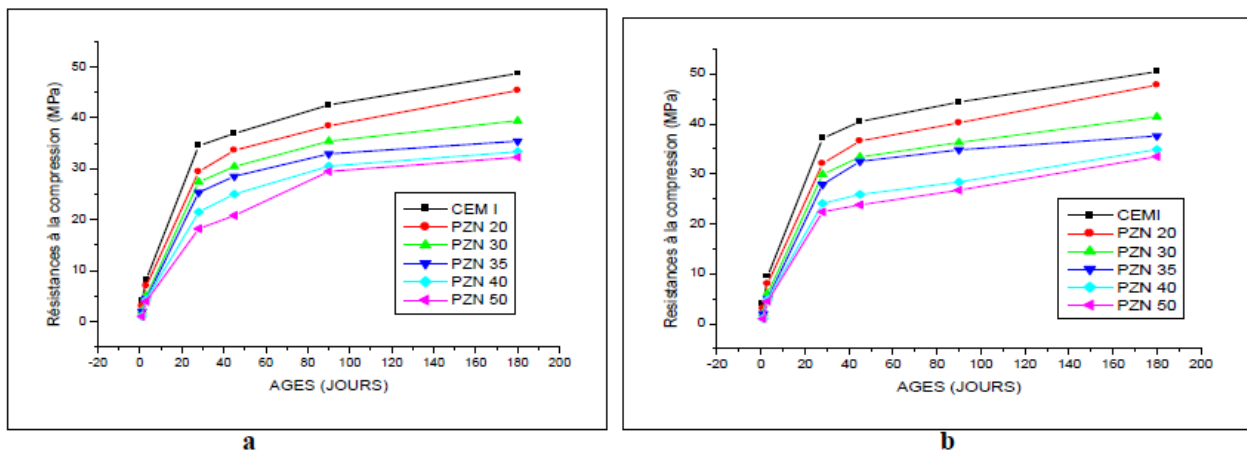 Résistances à la compression (MPa)
50
40
30
20
10
0
-20 0 20 40 60 80 100 120 140 160 180 200
AGES (JOURS)
CEM I
PZN 20
PZN 30
PZN 35
PZN 40
PZN 50
a
Resistances à la compression (MPa)
50
40
30
20
10
0
-20 0 20 40 60 80 100 120 140 160 180 200
AGES (JOURS)
CEMI
PZN 20
PZN 30
PZN 35
PZN 40
PZN 50
b